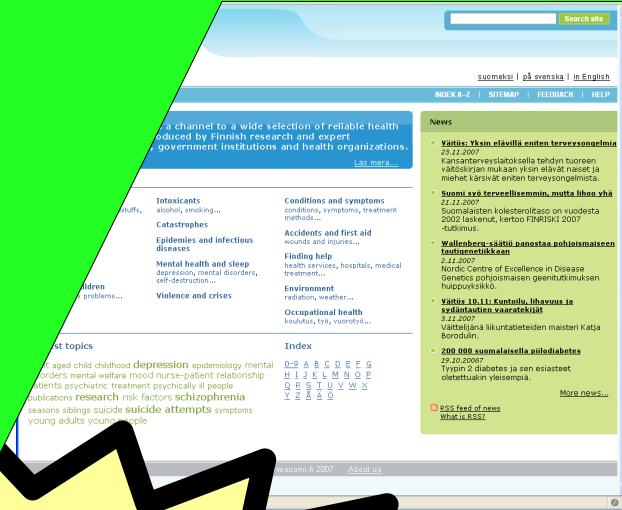 Search site
suomeksi | på svenska | in English
INDEX A-Z | SITEMAP | FEEDBACK | HELP
a channel to a wide selection of reliable health
by Finnish research and expert
government institutions and health organizations.
Läs mera...
Intoxicants
alcohol, smoking...
Catastrophes
Epidemies and infectious
diseases
Mental health and sleep
depression, mental disorders,
self-destruction...
Violence and crises
problems...
Conditions and symptoms
conditions, symptoms, treatment
methods...
Accidents and first aid
wounds and injuries...
Finding help
health services, hospitals, medical
treatment...
Environment
radiation, weather...
Occupational health
koulutus, työ, vuorotyö...
topics
aged child childhood depression epidemiology mental
mental welfare mood nurse-patient relationship
psychiatric treatment psychically ill people
publications research risk factors schizophrenia
seasons siblings suicide suicide attempts symptoms
young adults young people
Index
0-9 A B C D E F G
H I J K L M N O P
Q R S T U V W X
Y Z Å Ä Ö
News
Väitös: Yksin elävillä eniten terveysongelmia
23.11.2007
Kansanterveyslaitoksella tehdyn tuoreen
väitöskirjan mukaan yksin elävät naiset ja
miehet kärsivät eniten terveysongelmista.
Suomi syö terveellisemmin, mutta lihoo yhä
21.11.2007
Suomalaisten kolesterolitaso on vuodesta
2002 laskenut, kertoo FINRISKI 2007
-tutkimus.
Wallenberg-säätiö panostaa pohjoismaiseen
tautigenetiikkaan
2.11.2007
Nordic Centre of Excellence in Disease
Genetics pohjoismaisen geenitutkimuksen
huippuyksikkö.
Väitös 10.11: Kuntoilu, lihavuus ja
sydäntautien vaaratekijät
3.11.2007
Väittelijänä liikuntatieteiden maisteri Katja
Borodulin.
200 000 suomalaisella piilodiabetes
19.10.20067
Tyypin 2 diabetes ja sen esiasteet
oletettuakin yleisempiä.
More news...
RSS feed of news
What is RSS?
2007 About us